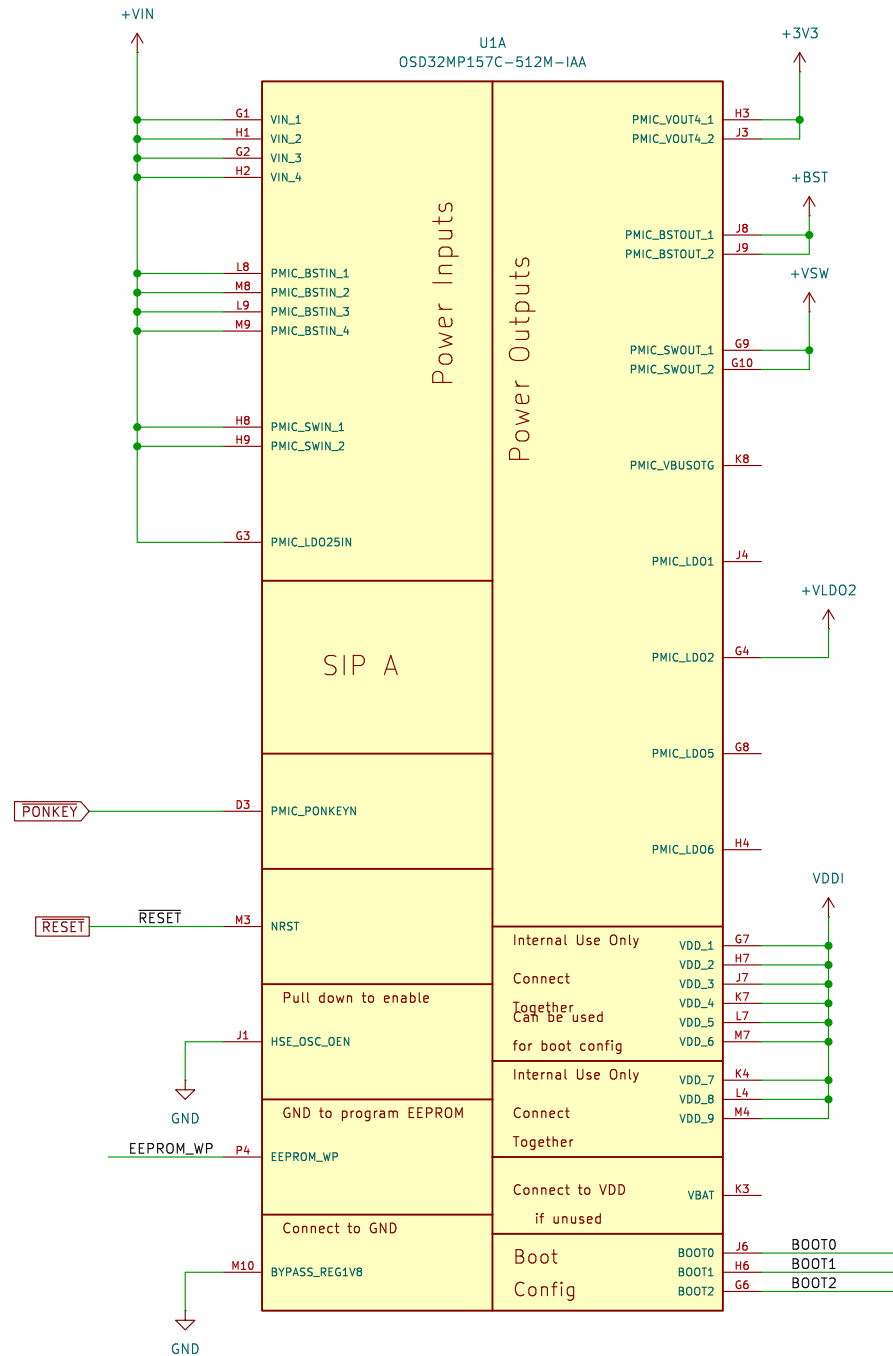 +VIN
U1A
OSD32MP157C-512M-IAA
+3V3
G1 VIN_1
H1 VIN_2
G2 VIN_3
H2 VIN_4
PMIC_VOUT4_1 H3
PMIC_VOUT4_2 J3
+BST
Power Inputs
L8 PMIC_BSTIN_1
M8 PMIC_BSTIN_2
L9 PMIC_BSTIN_3
M9 PMIC_BSTIN_4
Power Outputs
PMIC_BSTOUT_1 J8
PMIC_BSTOUT_2 J9
+VSW
PMIC_SWOUT_1 G9
PMIC_SWOUT_2 G10
H8 PMIC_SWIN_1
H9 PMIC_SWIN_2
PMIC_VBUSOTG K8
G3 PMIC_LDO25IN
PMIC_LDO1 J4
+VLDO2
SIP A
PMIC_LDO2 G4
PMIC_LDO5 G8
PONKEY
D3 PMIC_PONKEYN
PMIC_LDO6 H4
VDDI
RESET
RESET
M3 NRST
Internal Use Only
Connect
Together
Can be used
for boot config
VDD_1 G7
VDD_2 H7
VDD_3 J7
VDD_4 K7
VDD_5 L7
VDD_6 M7
Pull down to enable
J1 HSE_OSC_OEN
GND
Internal Use Only
Connect
Together
VDD_7 K4
VDD_8 L4
VDD_9 M4
GND to program EEPROM
EEPROM_WP
P4 EEPROM_WP
Connect to VDD
if unused
VBAT K3
Connect to GND
M10 BYPASS_REG1V8
GND
Boot
Config
BOOT0 J6 BOOT0
BOOT1 H6 BOOT1
BOOT2 G6 BOOT2